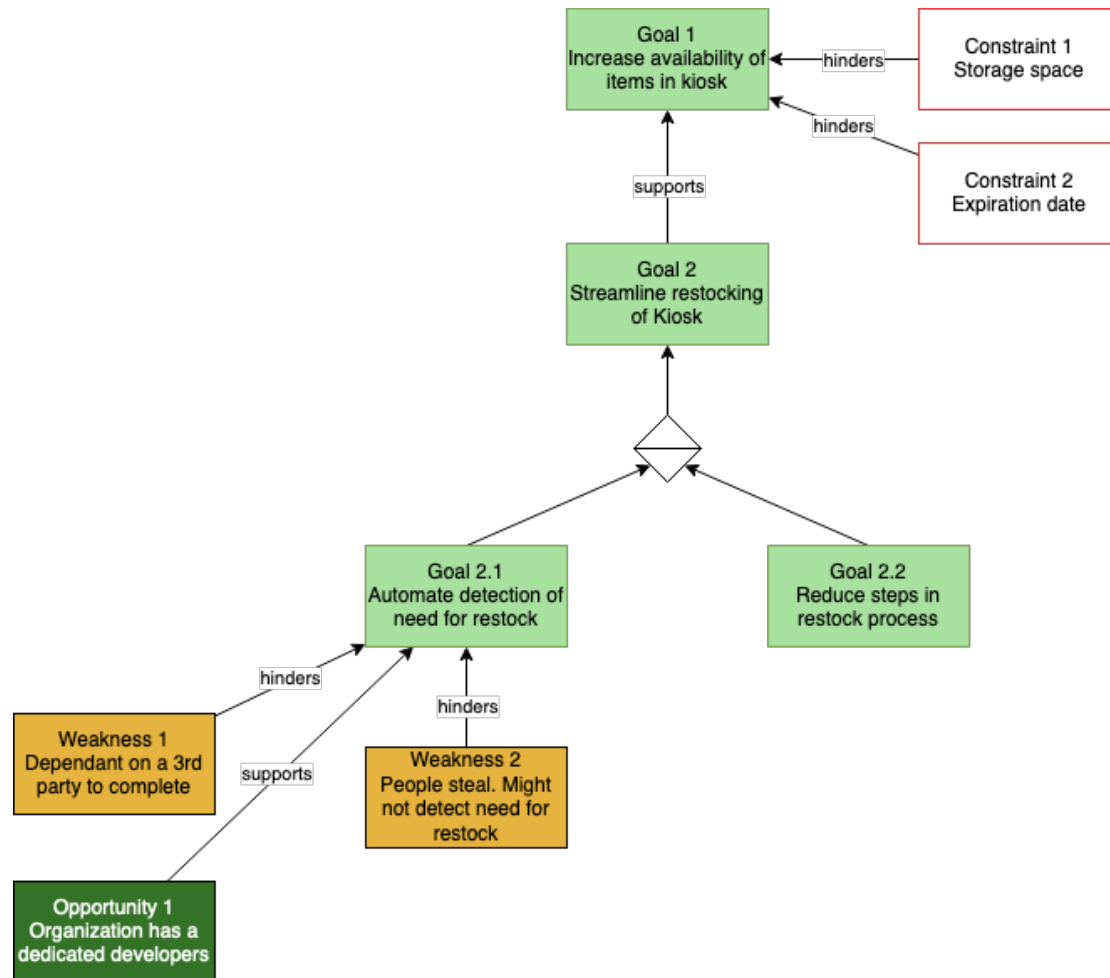 Goal 1
Increase availability of
items in kiosk
hinders
Constraint 1
Storage space
hinders
Constraint 2
Expiration date
supports
Goal 2
Streamline restocking
of Kiosk
Goal 2.1
Automate detection of
need for restock
Goal 2.2
Reduce steps in
restock process
hinders
hinders
supports
Weakness 1
Dependant on a 3rd
party to complete
Weakness 2
People steal. Might
not detect need for
restock
Opportunity 1
Organization has a
dedicated developers